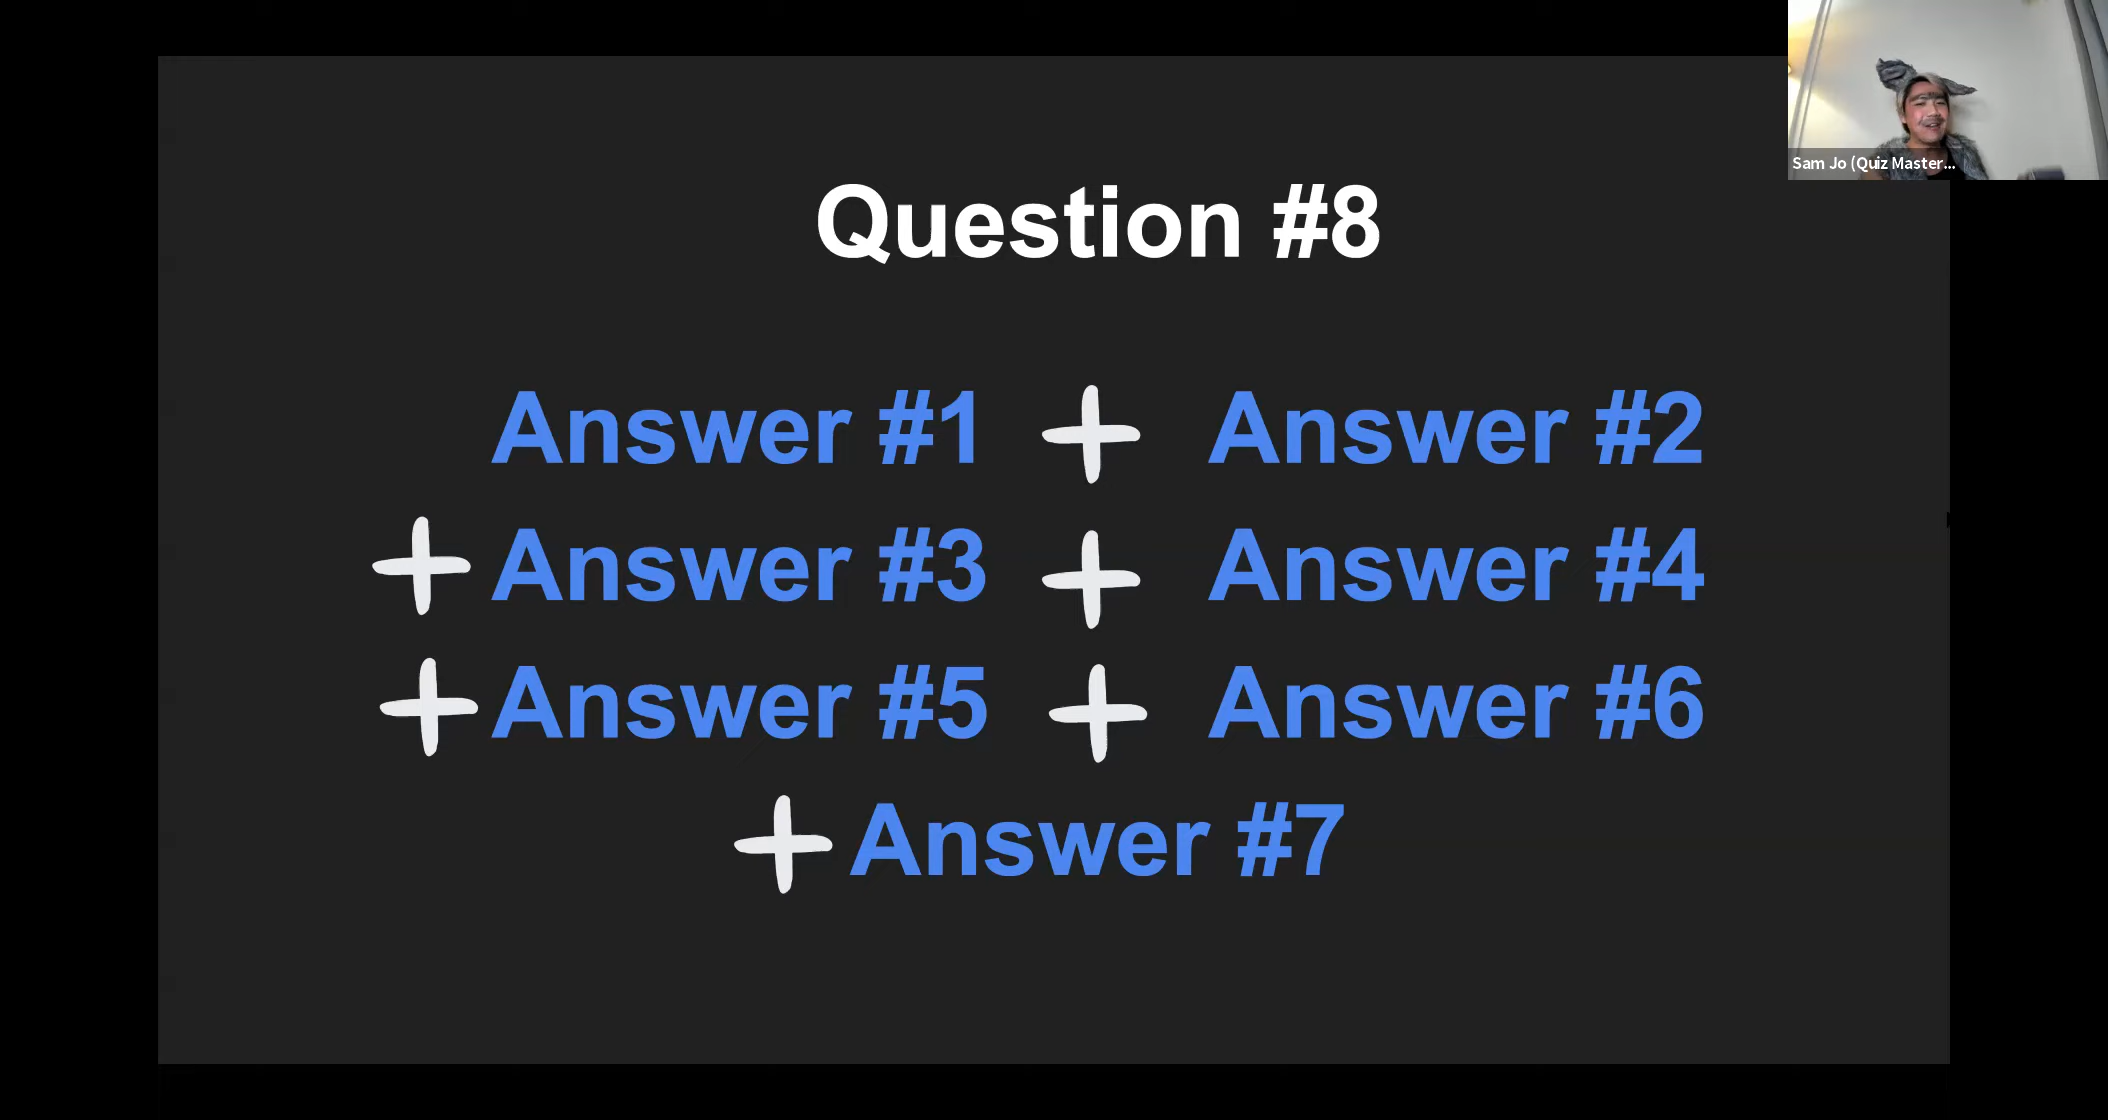 Sam Jo (Quiz Master...
Question #8
Answer #1 + Answer #2
+ Answer #3 + Answer #4
+ Answer #5 + Answer #6
+ Answer #7